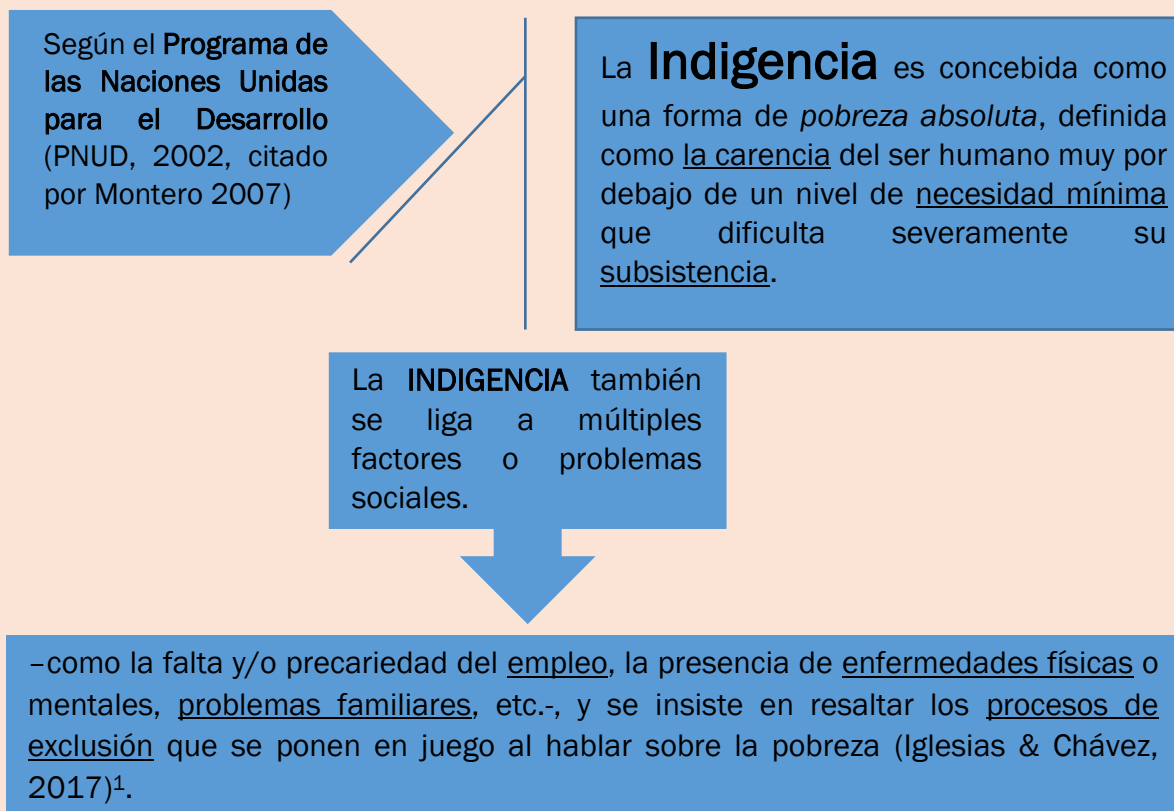 Según el Programa de
las Naciones Unidas
para el Desarrollo
(PNUD, 2002, citado
por Montero 2007)
La Indigencia es concebida como
una forma de pobreza absoluta, definida
como la carencia del ser humano muy por
debajo de un nivel de necesidad mínima
que dificulta severamente su
subsistencia.
La INDIGENCIA también
se liga a múltiples
factores o problemas
sociales.
–como la falta y/o precariedad del empleo, la presencia de enfermedades físicas o
mentales, problemas familiares, etc.-, y se insiste en resaltar los procesos de
exclusión que se ponen en juego al hablar sobre la pobreza (Iglesias & Chávez,
2017)¹.